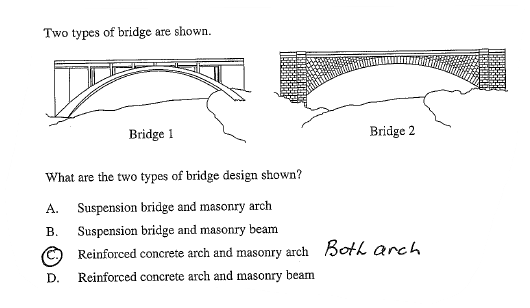 Two types of bridge are shown.
Bridge 1
Bridge 2
What are the two types of bridge design shown?
A. Suspension bridge and masonry arch
B. Suspension bridge and masonry beam
C. Reinforced concrete arch and masonry arch Both arch
D. Reinforced concrete arch and masonry beam